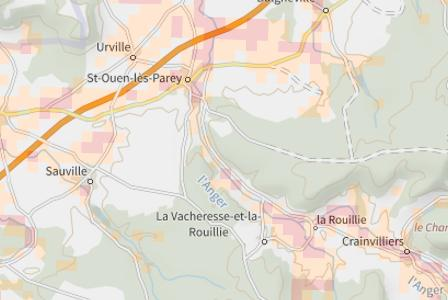 Urville
St-Ouen-lès-Parey
Sauville
l'Anger
La Vacheresse-et-la-
Rouillie
la Rouillie
Crainvilliers
l'Anger